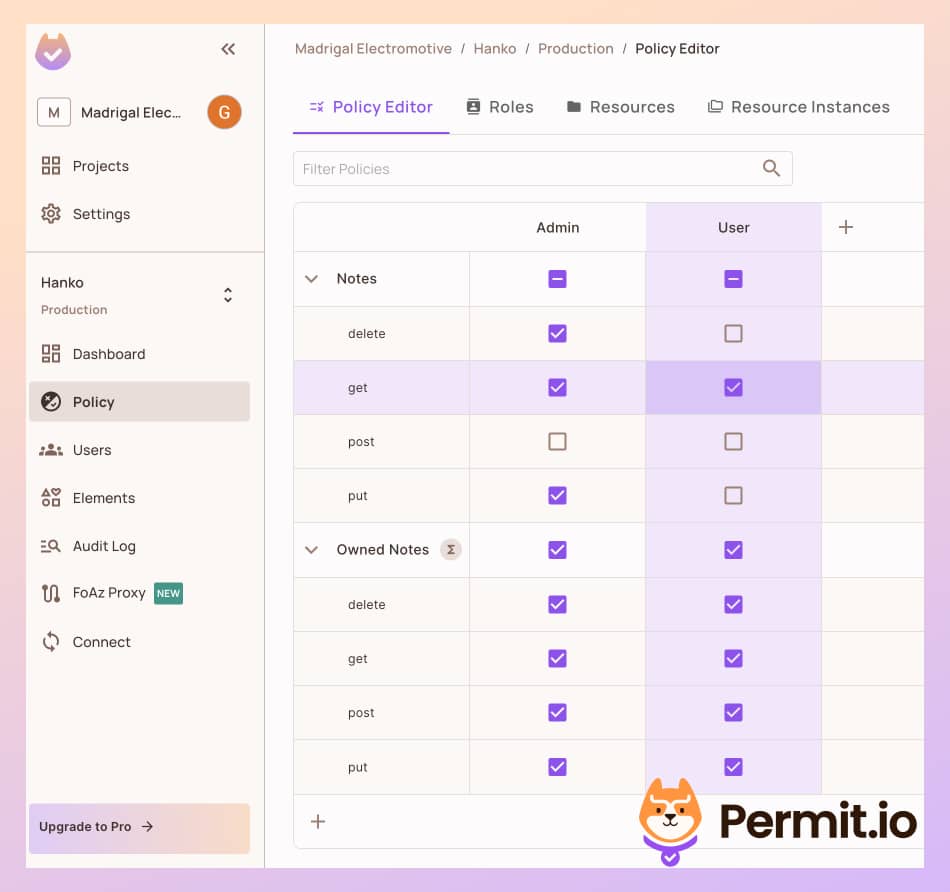 Madrigal Electromotive / Hanko / Production / Policy Editor
M Madrigal Elec... G
Projects
Settings
Hanko
Production
Dashboard
Policy
Users
Elements
Audit Log
FoAz Proxy NEW
Connect
Upgrade to Pro →
Policy Editor Roles Resources Resource Instances
Filter Policies
Admin User +
Notes
delete
get
post
put
Owned Notes Σ
delete
get
post
put
+
Permit.io